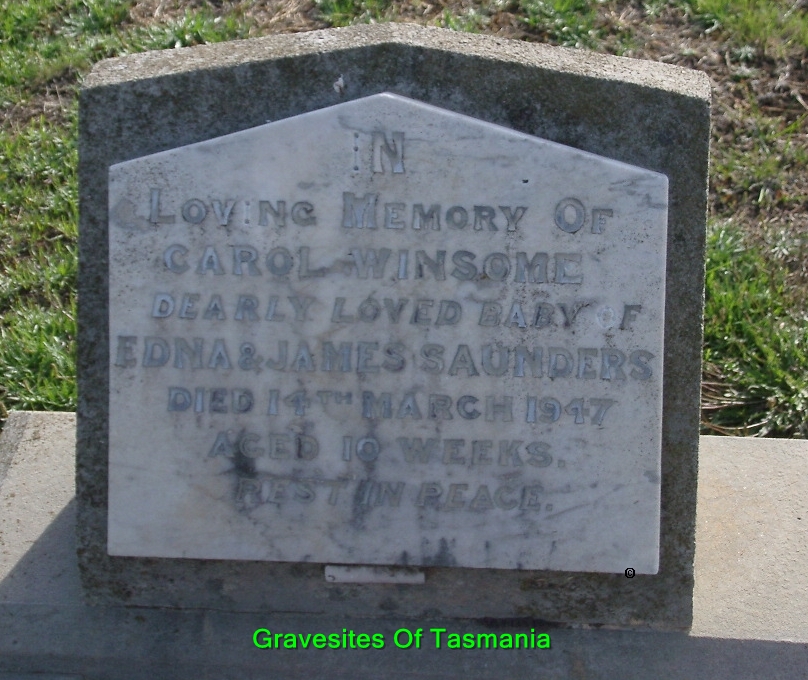 IN
LOVING MEMORY OF
CAROL WINSOME
DEARLY LOVED BABY OF
EDNA & JAMES SAUNDERS
DIED 14TH MARCH 1947
AGED 10 WEEKS.
REST IN PEACE.
©
Gravesites Of Tasmania